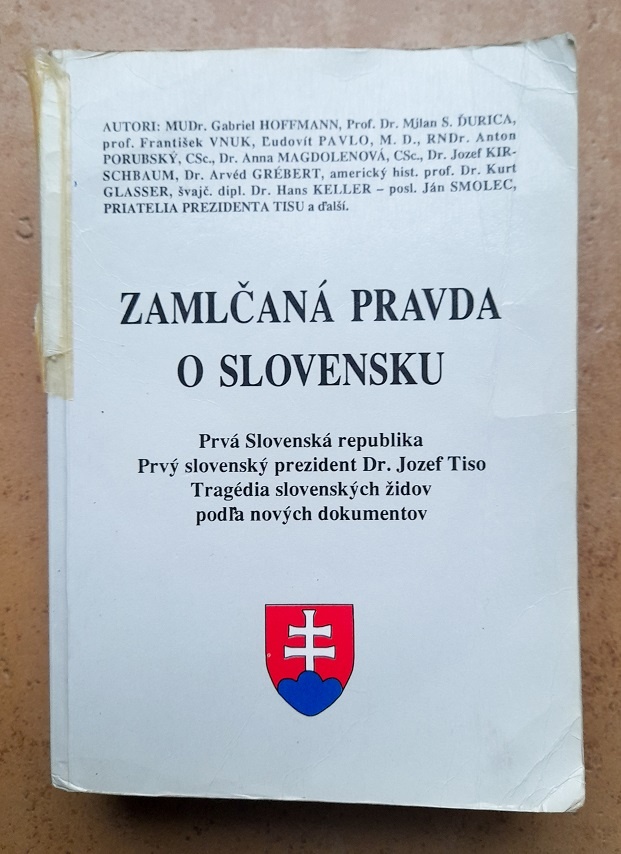 AUTORI: MUDr. Gabriel HOFFMANN, Prof. Dr. Milan S. ĎURICA,
prof. František VNUK, Ľudovít PAVLO, M. D., RNDr. Anton
PORUBSKÝ, CSc., Dr. Anna MAGDOLENOVÁ, CSc., Dr. Jozef KIR-
SCHBAUM, Dr. Arvéd GRÉBERT, americký hist. prof. Dr. Kurt
GLASSER, švajč. dipl. Dr. Hans KELLER – posl. Ján SMOLEC,
PRIATELIA PREZIDENTA TISU a ďalší.
ZAMLČANÁ PRAVDA
O SLOVENSKU
Prvá Slovenská republika
Prvý slovenský prezident Dr. Jozef Tiso
Tragédia slovenských židov
podľa nových dokumentov